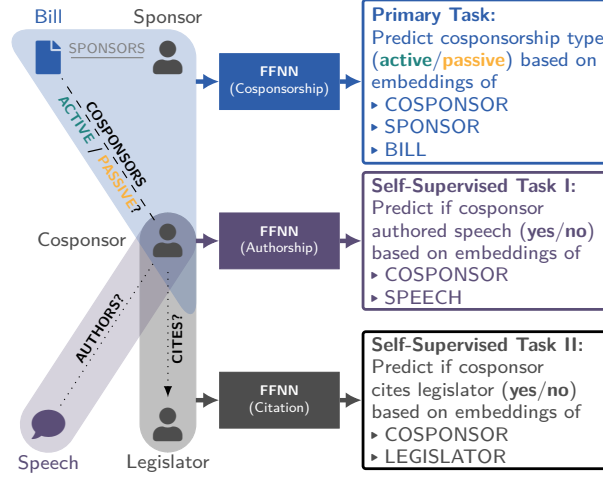 Bill
Sponsor
SPONSORS
COSPONSORS
ACTIVE / PASSIVE?
Cosponsor
AUTHORS?
CITES?
Speech
Legislator
FFNN
(Cosponsorship)
FFNN
(Authorship)
FFNN
(Citation)
Primary Task:
Predict cosponsorship type
(active/passive) based on
embeddings of
▸ COSPONSOR
▸ SPONSOR
▸ BILL
Self-Supervised Task I:
Predict if cosponsor
authored speech (yes/no)
based on embeddings of
▸ COSPONSOR
▸ SPEECH
Self-Supervised Task II:
Predict if cosponsor
cites legislator (yes/no)
based on embeddings of
▸ COSPONSOR
▸ LEGISLATOR